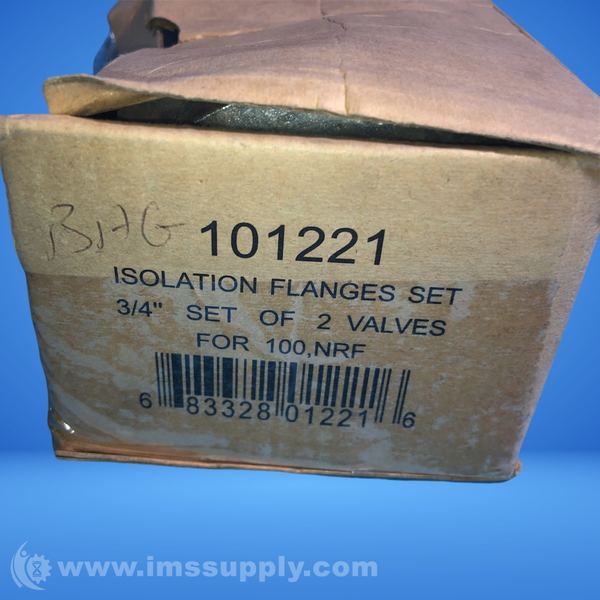 BAG 101221
ISOLATION FLANGES SET
3/4" SET OF 2 VALVES
FOR 100,NRF
6 83328 01221 6
www.imssupply.com